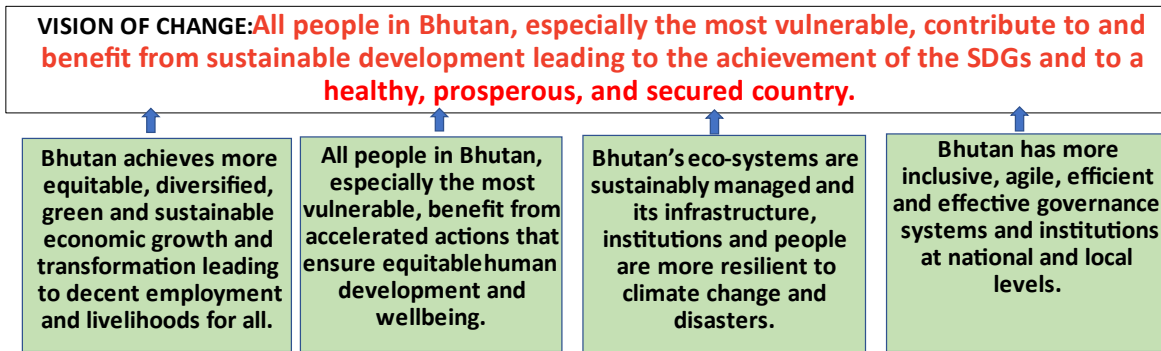 VISION OF CHANGE:All people in Bhutan, especially the most vulnerable, contribute to and
benefit from sustainable development leading to the achievement of the SDGs and to a
healthy, prosperous, and secured country.
Bhutan achieves more
equitable, diversified,
green and sustainable
economic growth and
transformation leading
to decent employment
and livelihoods for all.
All people in Bhutan,
especially the most
vulnerable, benefit from
accelerated actions that
ensure equitable human
development and
wellbeing.
Bhutan's eco-systems are
sustainably managed and
its infrastructure,
institutions and people
are more resilient to
climate change and
disasters.
Bhutan has more
inclusive, agile, efficient
and effective governance
systems and institutions
at national and local
levels.